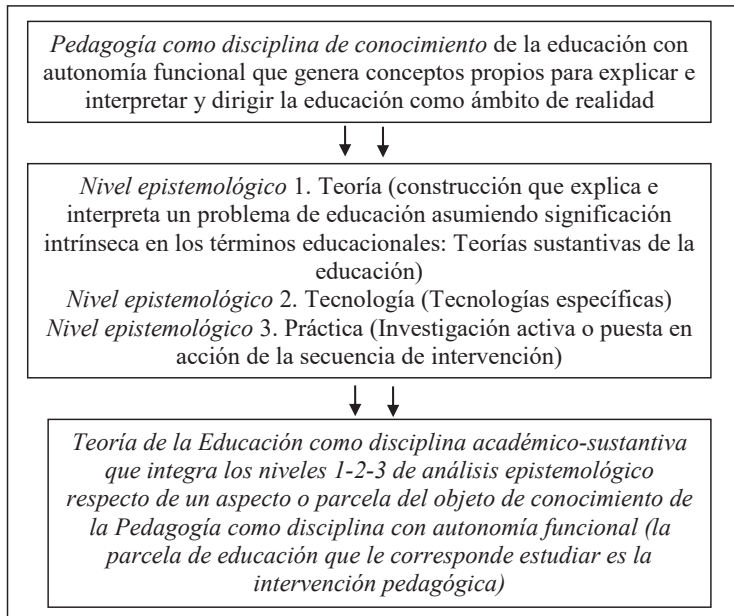 Pedagogía como disciplina de conocimiento de la educación con
autonomía funcional que genera conceptos propios para explicar e
interpretar y dirigir la educación como ámbito de realidad
Nivel epistemológico 1. Teoría (construcción que explica e
interpreta un problema de educación asumiendo significación
intrínseca en los términos educacionales: Teorías sustantivas de la
educación)
Nivel epistemológico 2. Tecnología (Tecnologías específicas)
Nivel epistemológico 3. Práctica (Investigación activa o puesta en
acción de la secuencia de intervención)
Teoría de la Educación como disciplina académico-sustantiva
que integra los niveles 1-2-3 de análisis epistemológico
respecto de un aspecto o parcela del objeto de conocimiento de
la Pedagogía como disciplina con autonomía funcional (la
parcela de educación que le corresponde estudiar es la
intervención pedagógica)